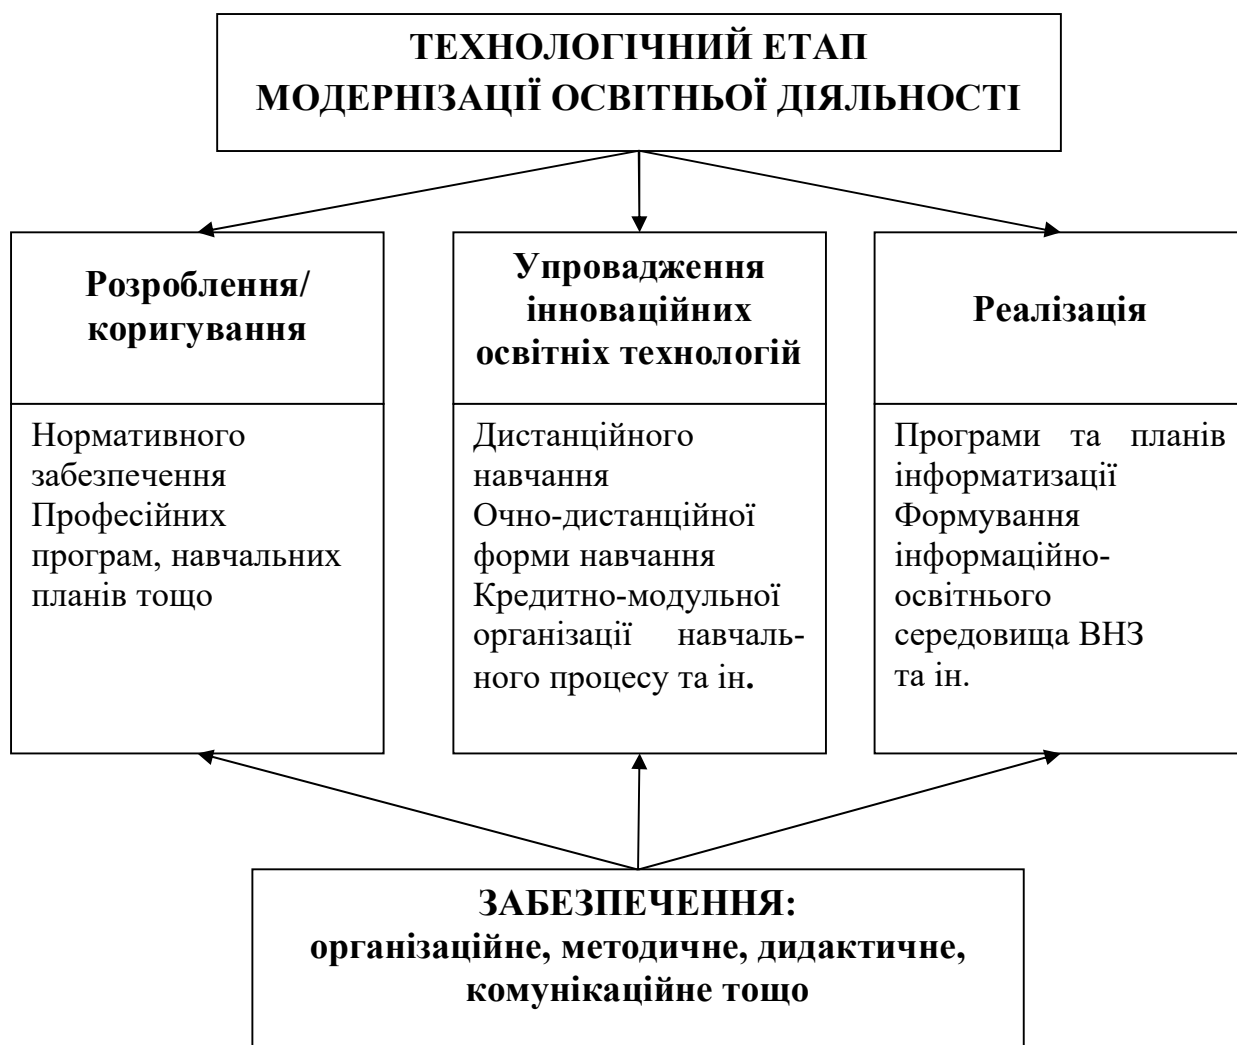 ТЕХНОЛОГІЧНИЙ ЕТАП
МОДЕРНІЗАЦІЇ ОСВІТНЬОЇ ДІЯЛЬНОСТІ
Розроблення/
коригування
Нормативного
забезпечення
Професійних
програм, навчальних
планів тощо
Упровадження
інноваційних
освітніх технологій
Дистанційного
навчання
Очно-дистанційної
форми навчання
Кредитно-модульної
організації навчаль-
ного процесу та ін.
Реалізація
Програми та планів
інформатизації
Формування
інформаційно-
освітнього
середовища ВНЗ
та ін.
ЗАБЕЗПЕЧЕННЯ:
організаційне, методичне, дидактичне,
комунікаційне тощо